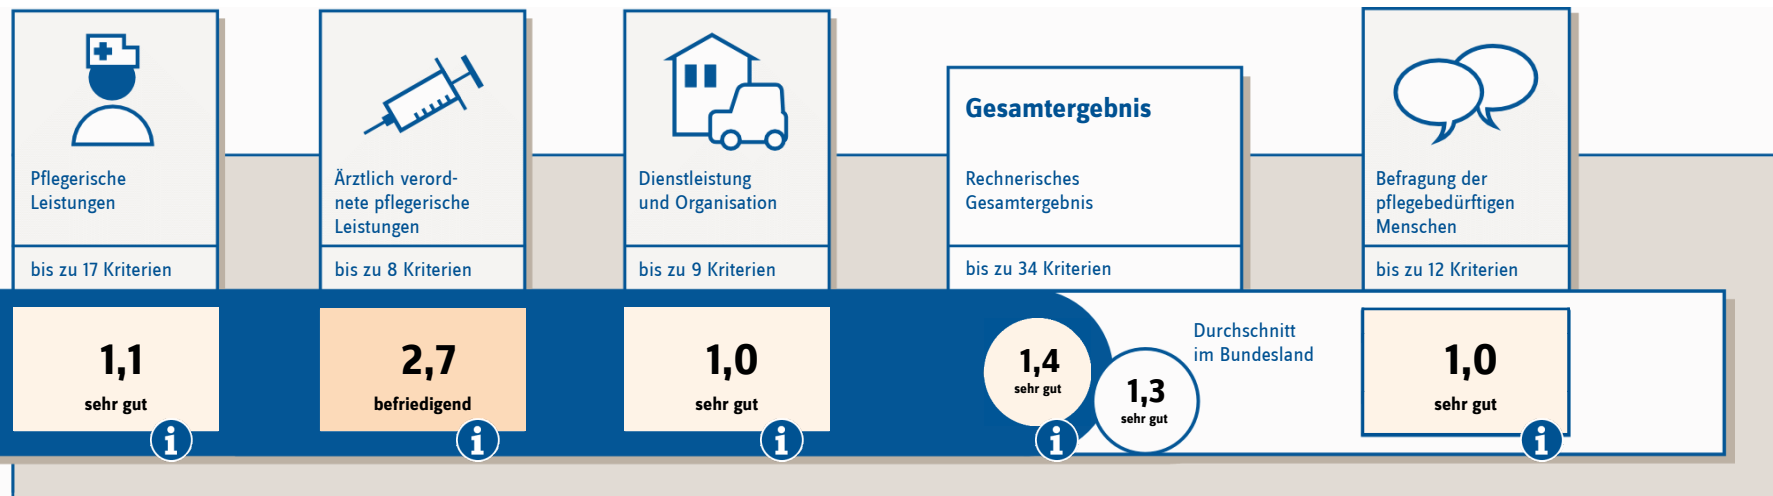 Pflegerische
Leistungen
bis zu 17 Kriterien
1,1
sehr gut
i
Ärztlich verord-
nete pflegerische
Leistungen
bis zu 8 Kriterien
2,7
befriedigend
i
Dienstleistung
und Organisation
bis zu 9 Kriterien
1,0
sehr gut
i
Gesamtergebnis
Rechnerisches
Gesamtergebnis
bis zu 34 Kriterien
1,4
sehr gut
i
1,3
sehr gut
Durchschnitt
im Bundesland
Befragung der
pflegebedürftigen
Menschen
bis zu 12 Kriterien
1,0
sehr gut
i